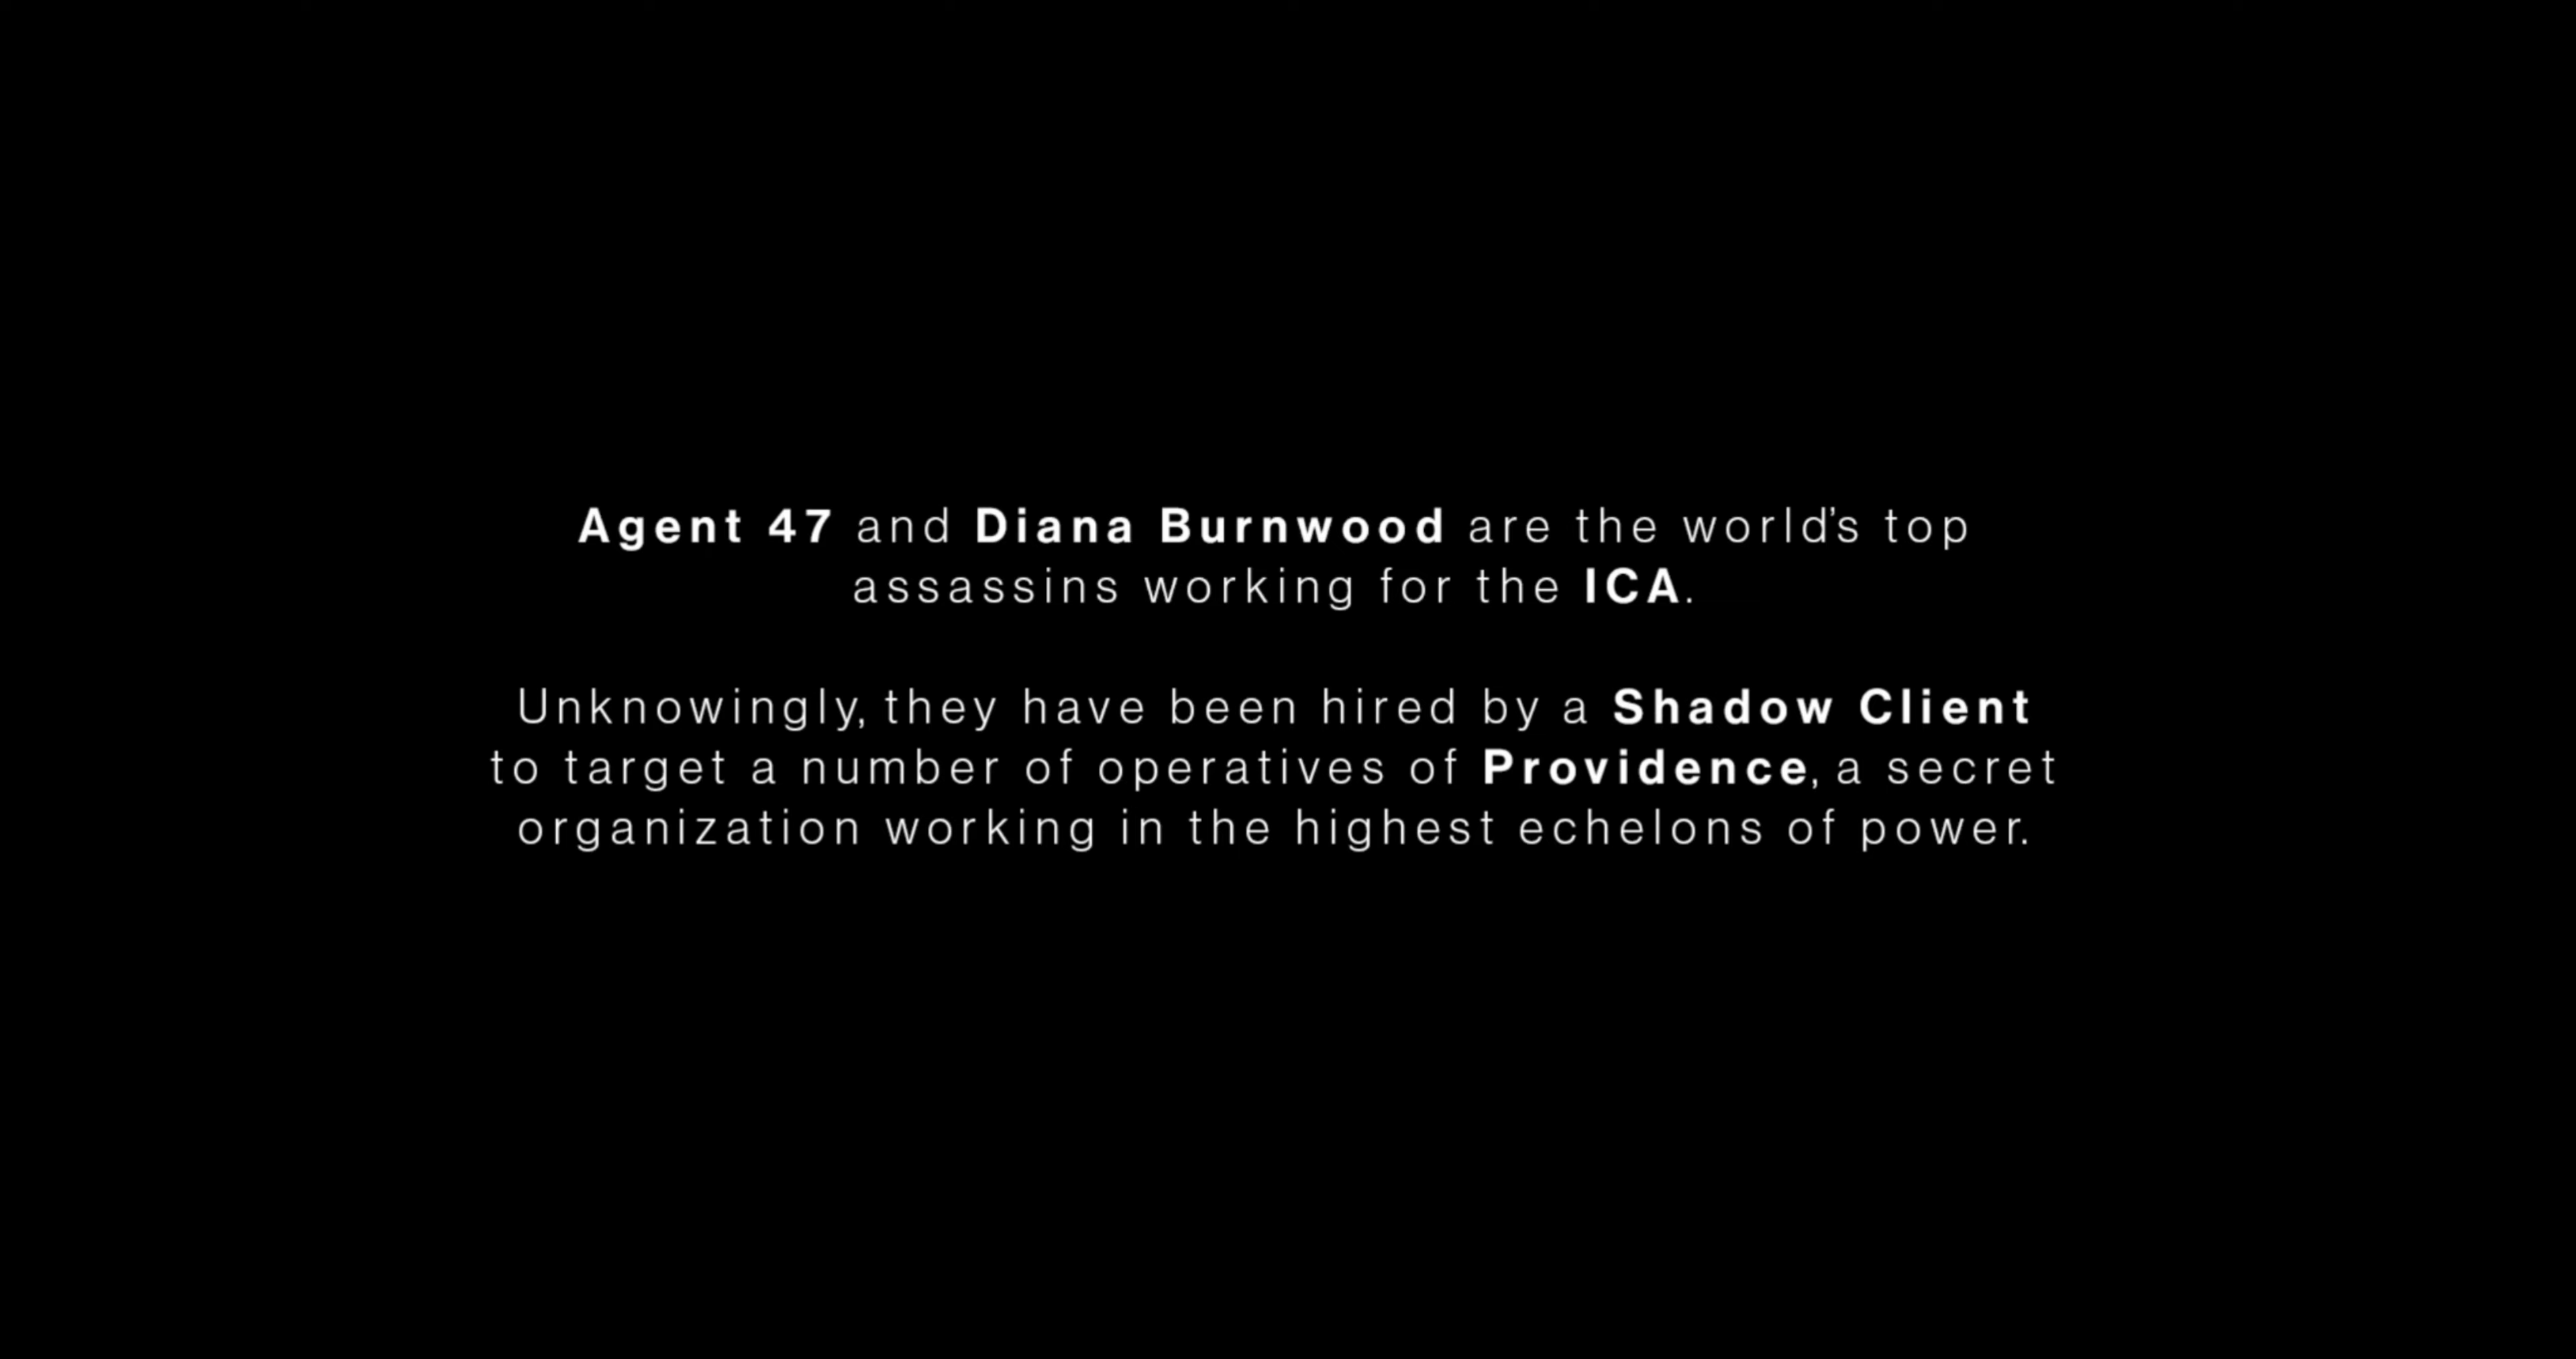 Agent 47 and Diana Burnwood are the world’s top
assassins working for the ICA.
Unknowingly, they have been hired by a Shadow Client
to target a number of operatives of Providence, a secret
organization working in the highest echelons of power.